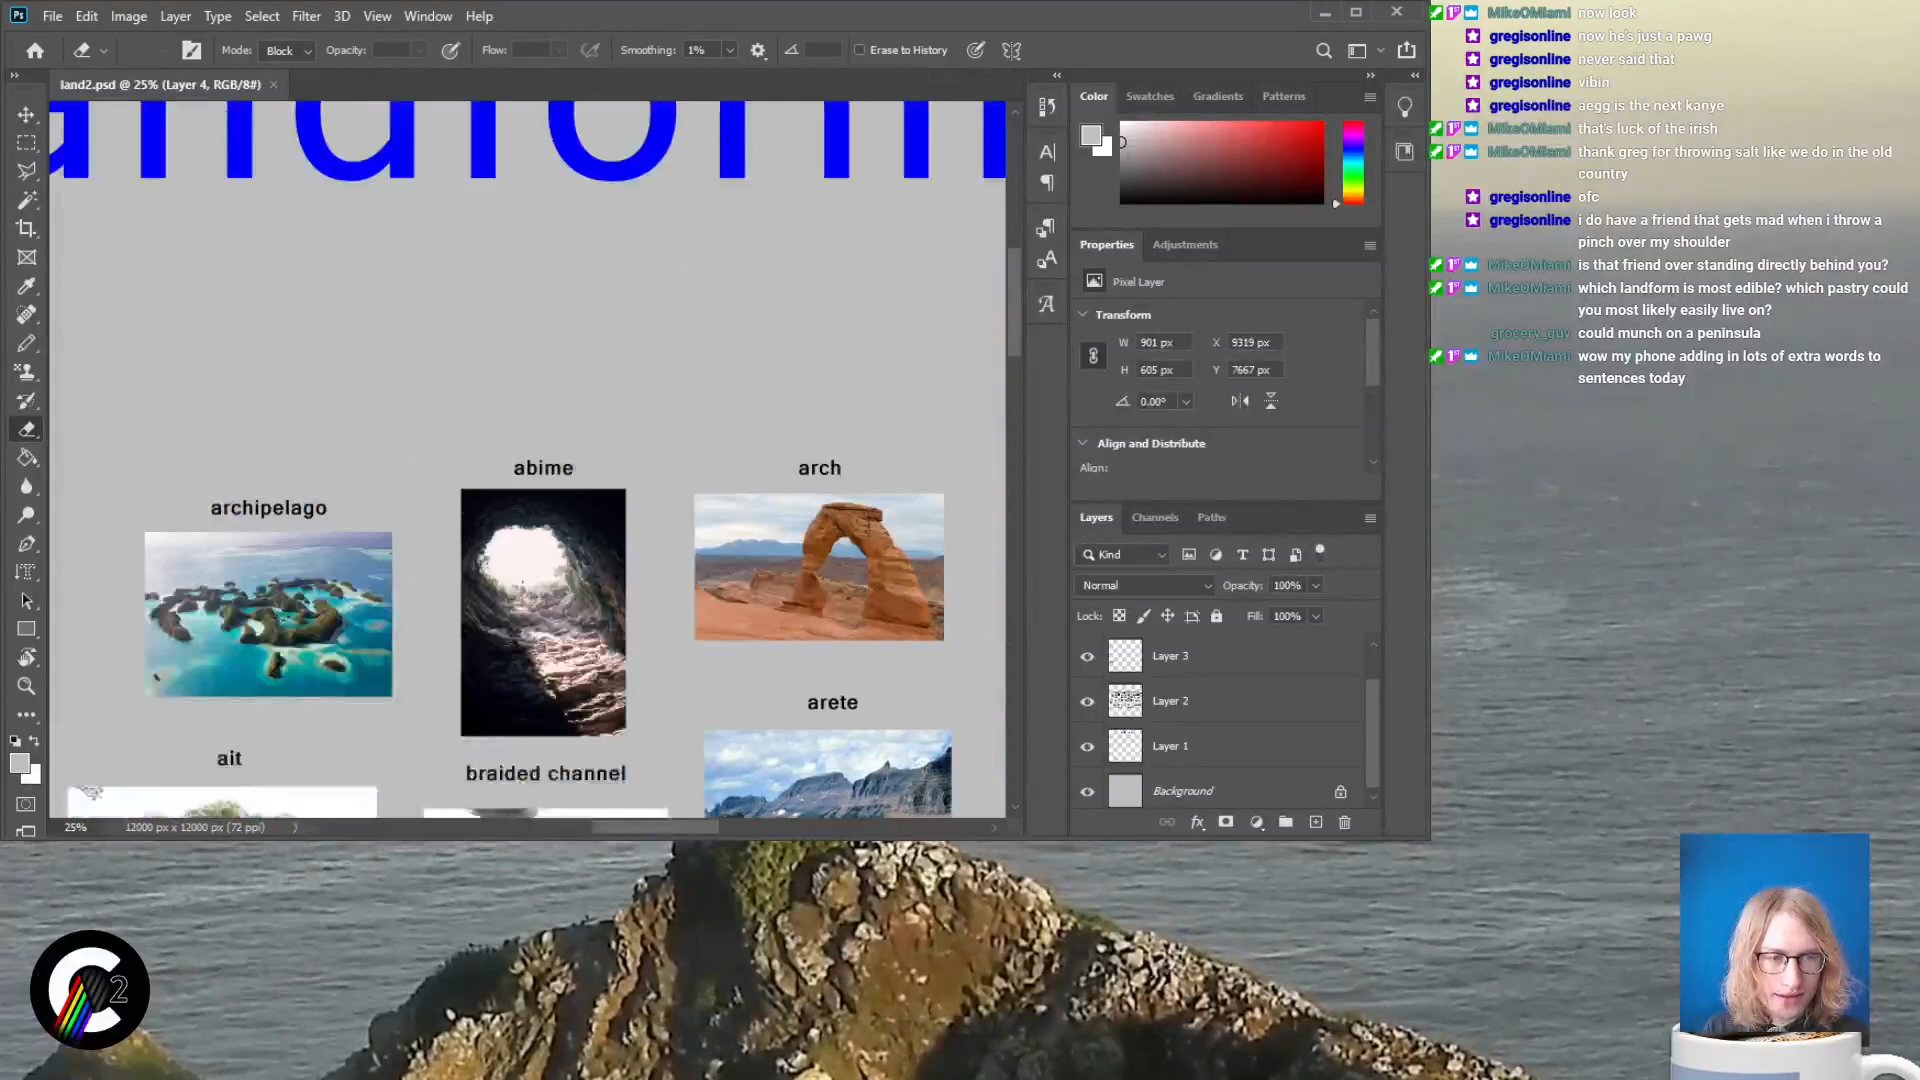 Ps File Edit Image Layer Type Select Filter 3D View Window Help
Mode: Block Opacity: Flow: Smoothing: 1% Erase to History
land2.psd @ 25% (Layer 4, RGB/8#)
andform
archipelago
abime
arch
arete
ait
braided channel
25% 12000 px x 12000 px (72 ppi)
Color Swatches Gradients Patterns
Properties Adjustments
Pixel Layer
Transform
W 901 px X 9319 px
H 605 px Y 7667 px
0.00°
Align and Distribute
Align:
Layers Channels Paths
Kind
Normal Opacity: 100%
Lock: Fill: 100%
Layer 3
Layer 2
Layer 1
Background
MikeOMiami now look
gregisonline now he's just a pawg
gregisonline never said that
gregisonline vibin
gregisonline aegg is the next kanye
MikeOMiami that's luck of the irish
MikeOMiami thank greg for throwing salt like we do in the old
country
gregisonline ofc
gregisonline i do have a friend that gets mad when i throw a
pinch over my shoulder
MikeOMiami is that friend over standing directly behind you?
MikeOMiami which landform is most edible? which pastry could
you most likely easily live on?
grocery_guy could munch on a peninsula
MikeOMiami wow my phone adding in lots of extra words to
sentences today
C2